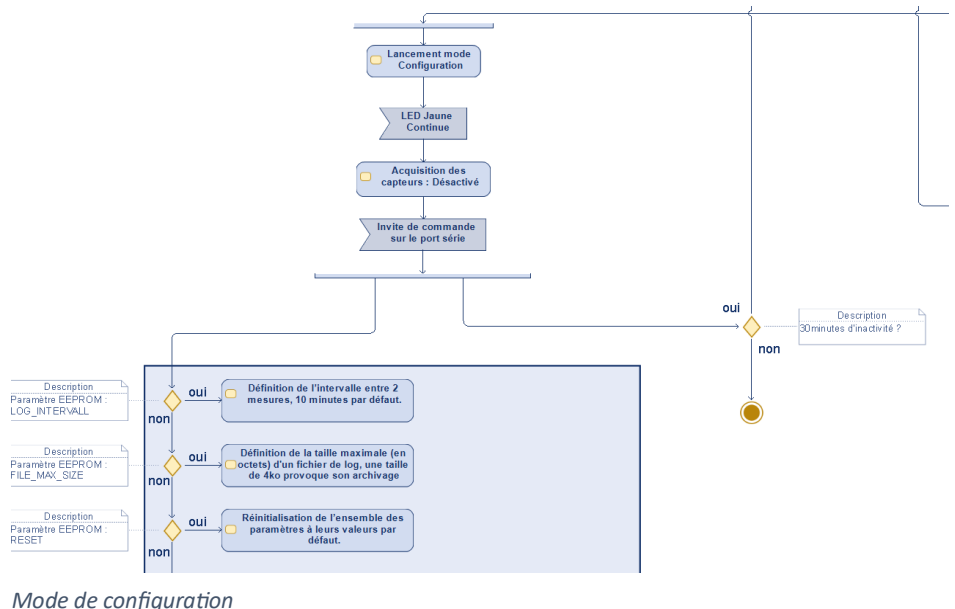 Lancement mode
Configuration
LED Jaune
Continue
Acquisition des
capteurs : Désactivé
Invite de commande
sur le port série
oui
Description
30minutes d'inactivité ?
non
Description
Paramètre EEPROM :
LOG_INTERVALL
oui
Définition de l'intervalle entre 2
mesures, 10 minutes par défaut.
non
Description
Paramètre EEPROM :
FILE_MAX_SIZE
oui
Définition de la taille maximale (en
octets) d'un fichier de log, une taille
de 4ko provoque son archivage
non
Description
Paramètre EEPROM :
RESET
oui
Réinitialisation de l'ensemble des
paramètres á leurs valeurs par
défaut.
non
Mode de configuration